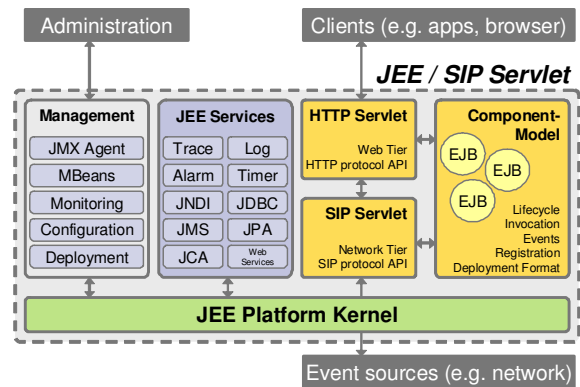 Administration
Clients (e.g. apps, browser)
JEE / SIP Servlet
Management
JMX Agent
MBeans
Monitoring
Configuration
Deployment
JEE Services
Trace
Log
Alarm
Timer
JNDI
JDBC
JMS
JPA
JCA
Web
Services
HTTP Servlet
Web Tier
HTTP protocol API
SIP Servlet
Network Tier
SIP protocol API
Component-
Model
EJB
EJB
EJB
Lifecycle
Invocation
Events
Registration
Deployment Format
JEE Platform Kernel
Event sources (e.g. network)